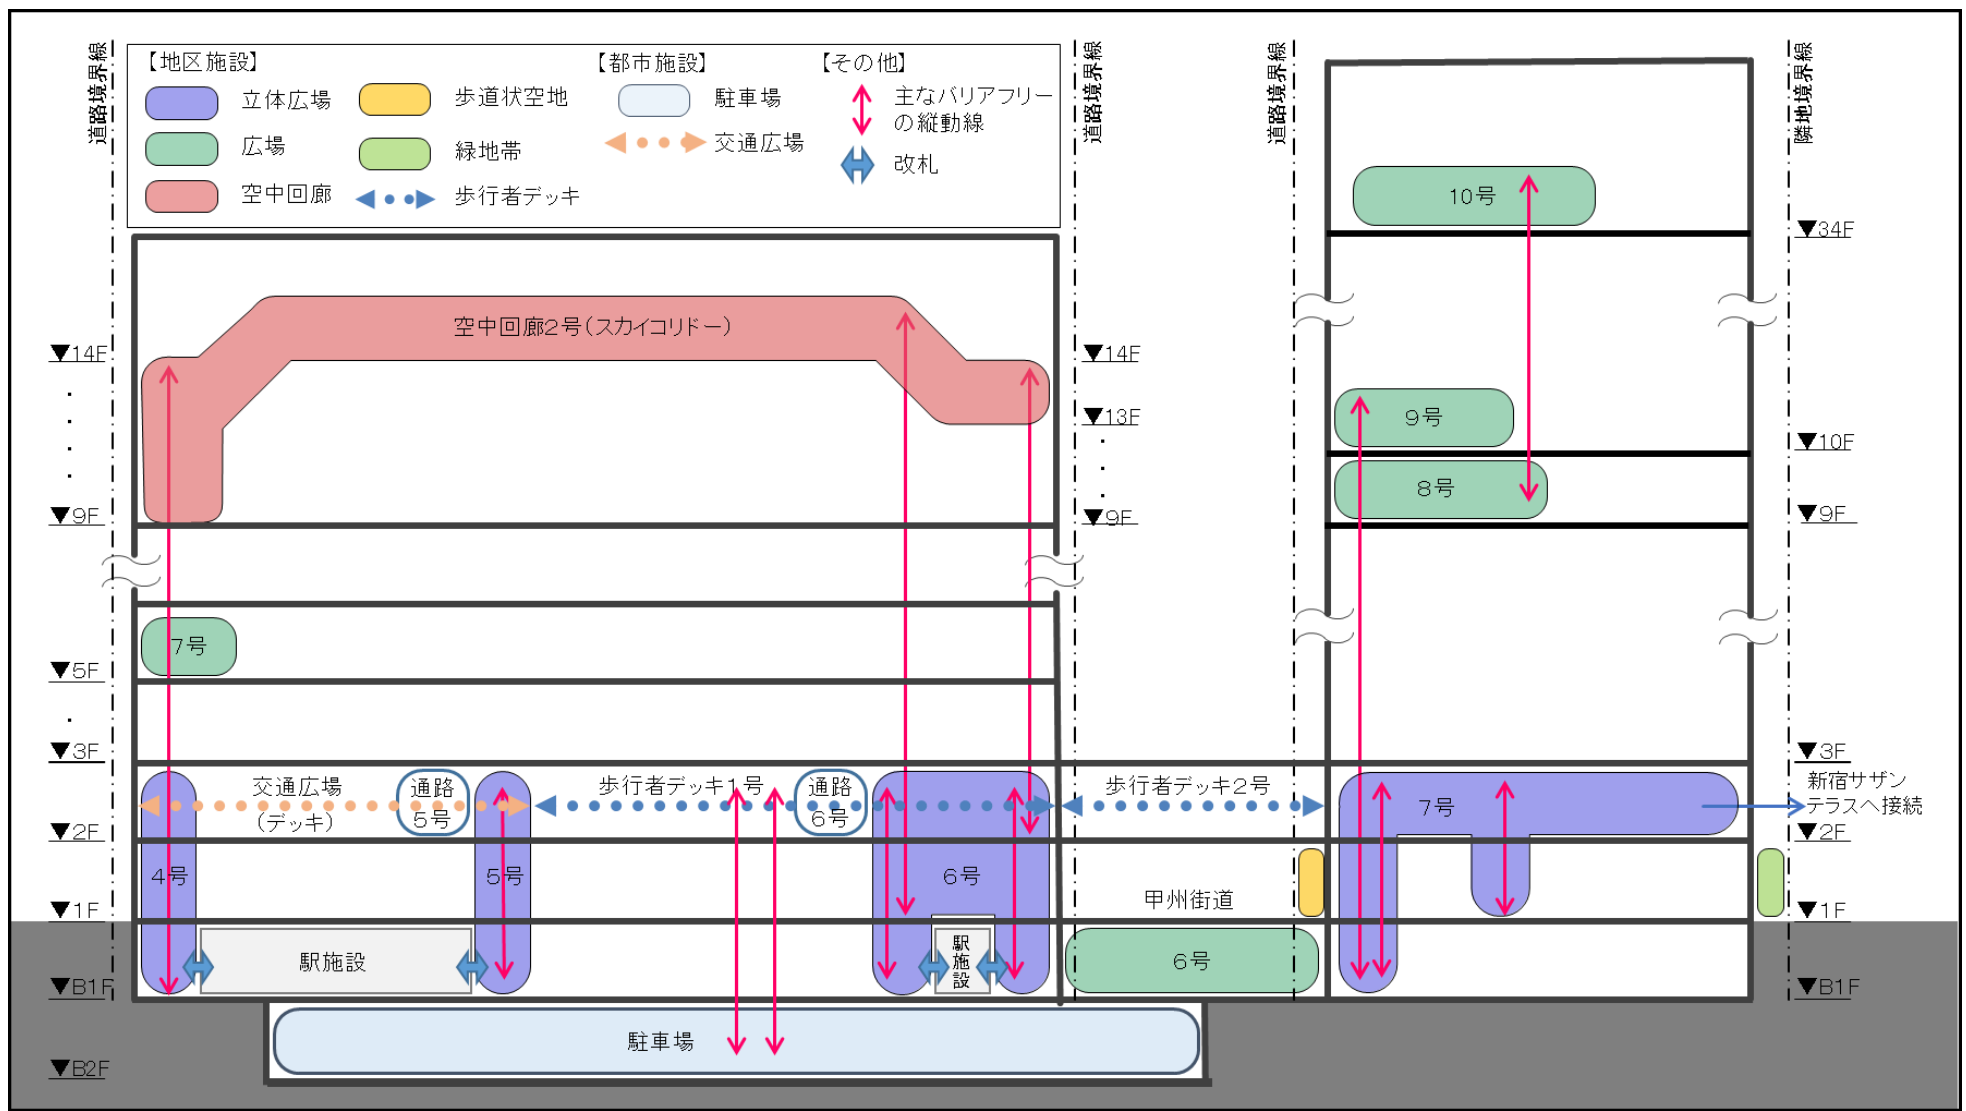 【地区施設】
【都市施設】
【その他】
立体広場
歩道状空地
駐車場
主なバリアフリー
の縦動線
広場
緑地帯
交通広場
改札
空中回廊
歩行者デッキ
道路境界線
道路境界線
道路境界線
隣地境界線
10号
▼34F
空中回廊2号(スカイコリドー)
▼14F
▼14F
▼13F
9号
▼10F
8号
▼9F
▼9F
▼9F
7号
▼5F
▼3F
▼3F
交通広場
(デッキ)
通路
5号
歩行者デッキ1号
通路
6号
歩行者デッキ2号
7号
新宿サザン
テラスへ接続
▼2F
▼2F
4号
5号
6号
甲州街道
▼1F
▼1F
駅施設
駅
施
設
6号
▼B1F
▼B1F
駐車場
▼B2F